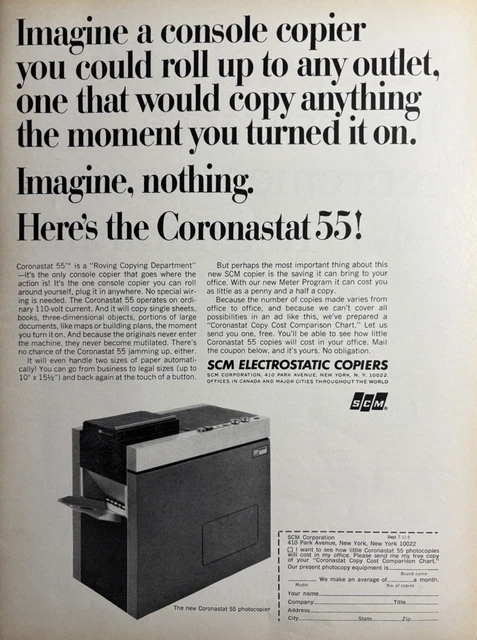 Imagine a console copier
you could roll up to any outlet,
one that would copy anything
the moment you turned it on.
Imagine, nothing.
Here's the Coronastat 55!
Coronastat 55™ is a "Roving Copying Department"
—it's the only console copier that goes where the
action is! It's the one console copier you can roll
around yourself, plug it in anywhere. No special wir-
ing is needed. The Coronastat 55 operates on ordi-
nary 110-volt current. And it will copy single sheets,
books, three-dimensional objects, portions of large
documents, like maps or building plans, the moment
you turn it on. And because the originals never enter
the machine, they never become mutilated. There's
no chance of the Coronastat 55 jamming up, either.
It will even handle two sizes of paper automati-
cally! You can go from business to legal sizes (up to
10" x 15½") and back again at the touch of a button.
But perhaps the most important thing about this
new SCM copier is the saving it can bring to your
office. With our new Meter Program it can cost you
as little as a penny and a half a copy.
Because the number of copies made varies from
office to office, and because we can't cover all
possibilities in an ad like this, we've prepared a
"Coronastat Copy Cost Comparison Chart." Let us
send you one, free. You'll be able to see how little
Coronastat 55 copies will cost in your office. Mail
the coupon below, and it's yours. No obligation.
SCM ELECTROSTATIC COPIERS
SCM CORPORATION, 410 PARK AVENUE, NEW YORK, N. Y. 10022
OFFICES IN CANADA AND MAJOR CITIES THROUGHOUT THE WORLD
SCM®
The new Coronastat 55 photocopier
SCM Corporation Dept
410 Park Avenue, New York, New York 10022
I want to see how little Coronastat 55 photocopies
will cost in my office. Please send me my free copy
of your "Coronastat Copy Cost Comparison Chart."
Our present photocopy equipment is
Brand name
We make an average of a month.
Model No. of copies
Your name
Company Title
Address
City State Zip